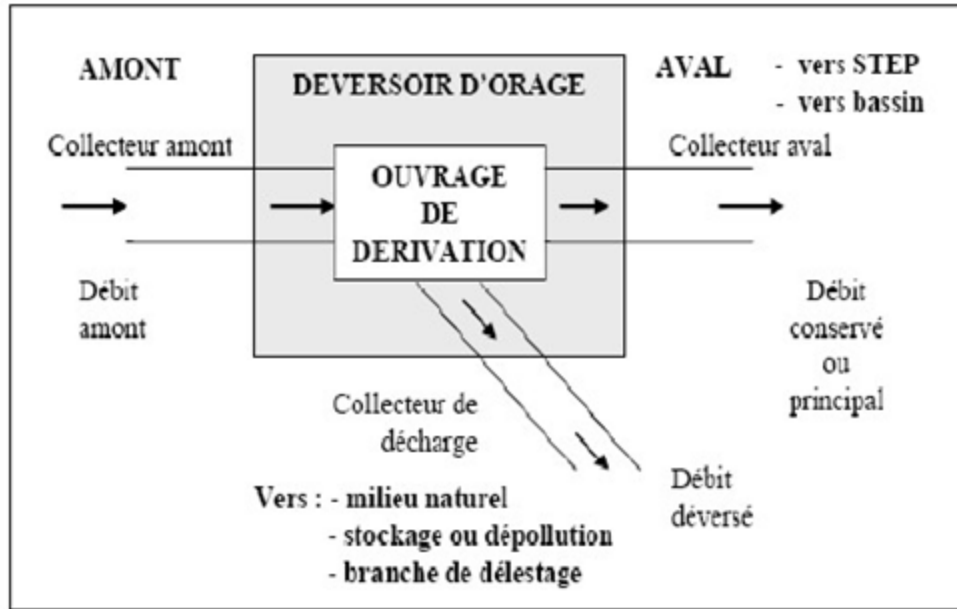 AMONT
DEVERSOIR D'ORAGE
AVAL - vers STEP
- vers bassin
Collecteur amont
Collecteur aval
OUVRAGE
DE
DERIVATION
Débit
amont
Débit
conservé
ou
principal
Collecteur de
décharge
Débit
déversé
Vers : - milieu naturel
- stockage ou dépollution
- branche de délestage